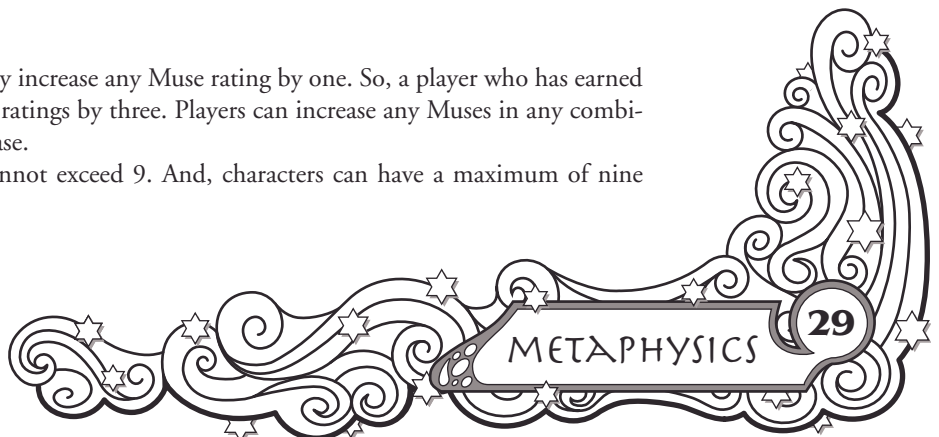 y increase any Muse rating by one. So, a player who has earned
ratings by three. Players can increase any Muses in any combi-
ase.
nnot exceed 9. And, characters can have a maximum of nine
METAPHYSICS
29